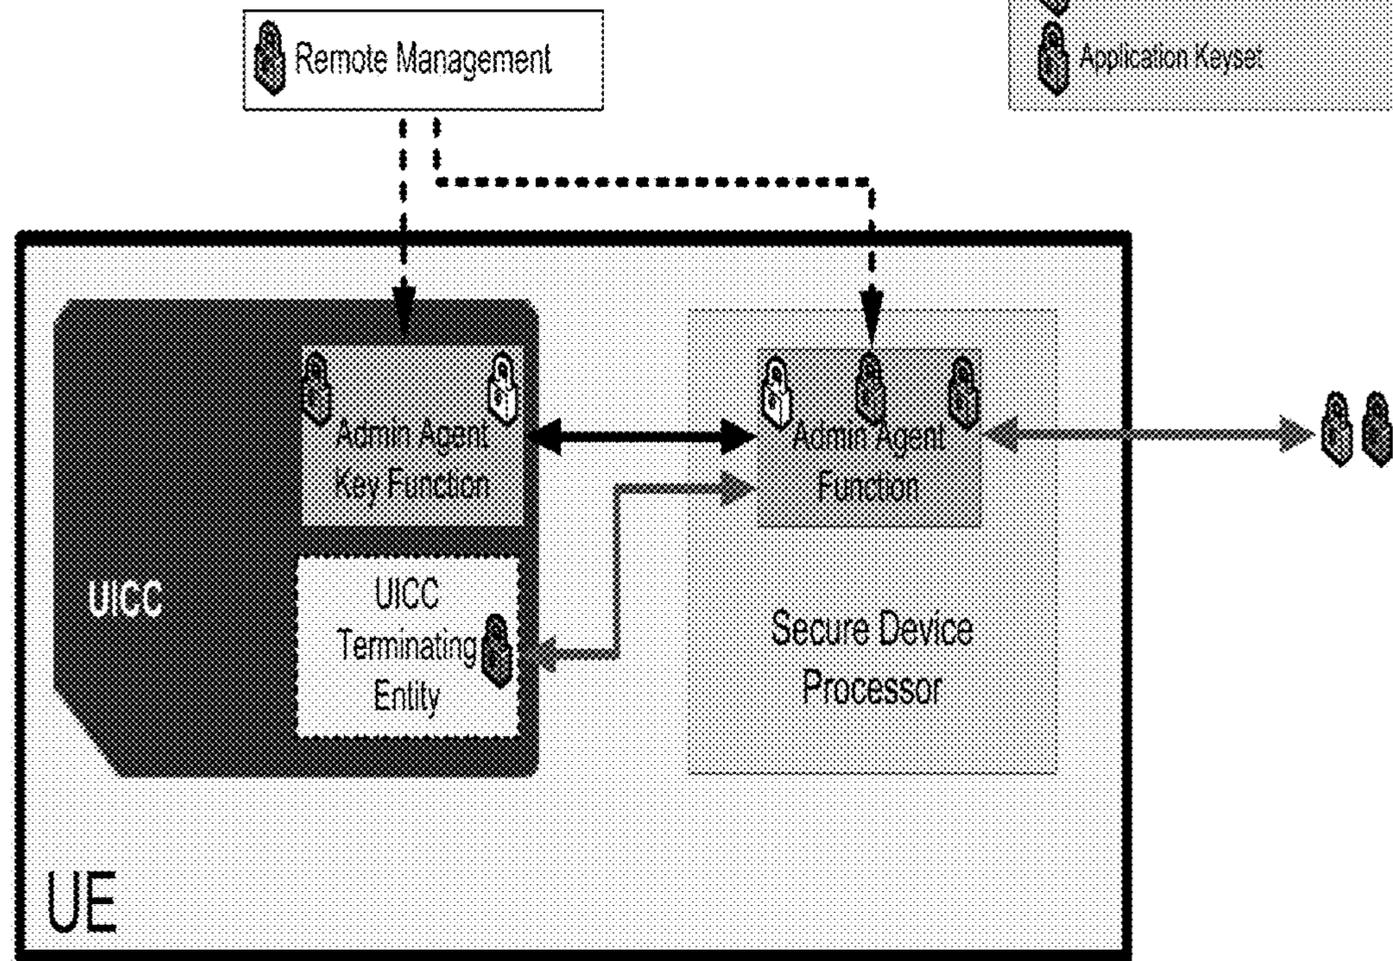 Remote Management
Application Keyset
Admin Agent
Key Function
Admin Agent
Function
UICC
UICC
Terminating
Entity
Secure Device
Processor
UE